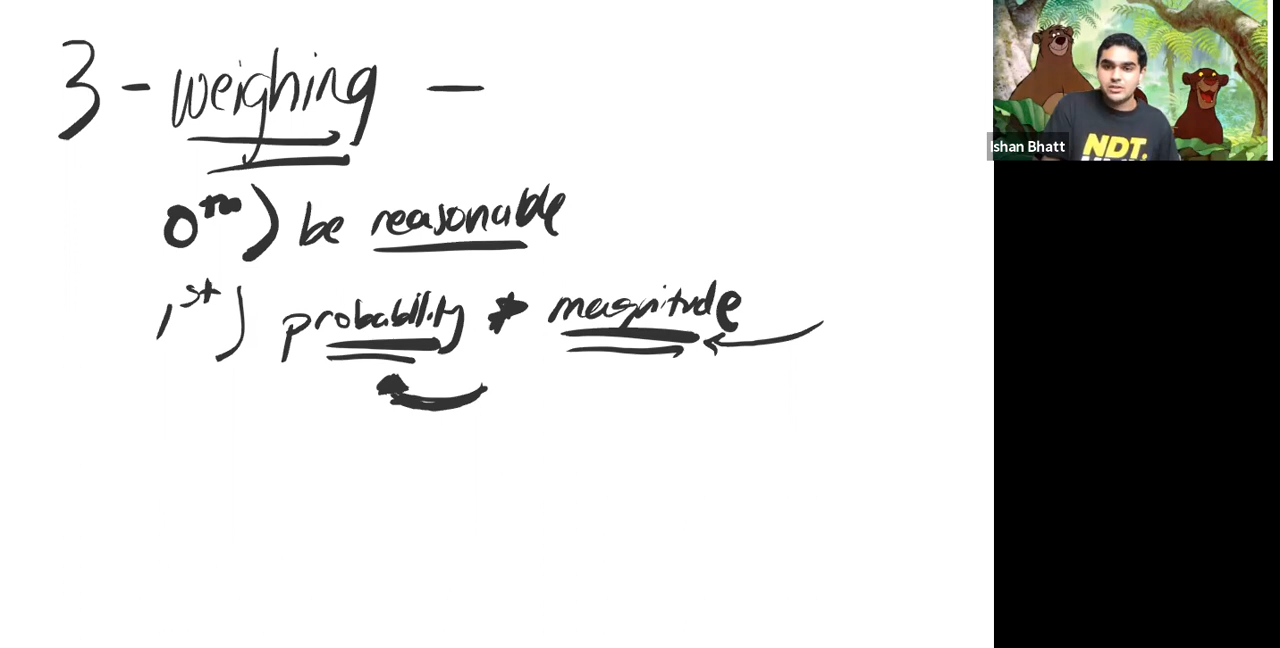 3 - weighing -
0th) be reasonable
1st) probability * magnitude
NDT.
Ishan Bhatt